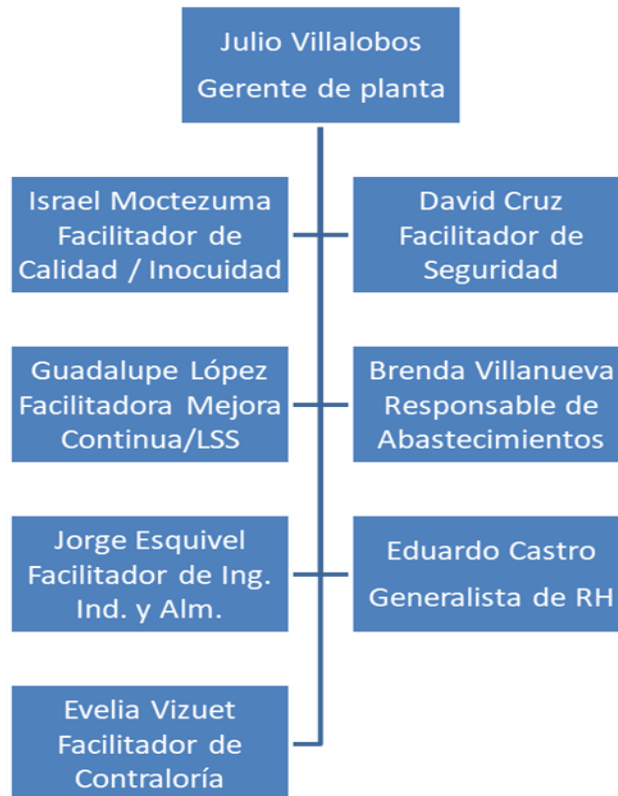 Julio Villalobos
Gerente de planta
Israel Moctezuma
Facilitador de
Calidad / Inocuidad
David Cruz
Facilitador de
Seguridad
Guadalupe López
Facilitadora Mejora
Continua/LSS
Brenda Villanueva
Responsable de
Abastecimientos
Jorge Esquivel
Facilitador de Ing.
Ind. y Alm.
Eduardo Castro
Generalista de RH
Evelia Vizuet
Facilitador de
Contraloría